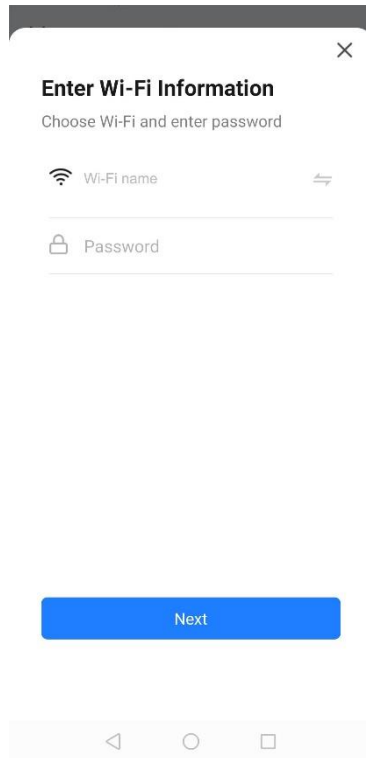 Enter Wi-Fi Information
Choose Wi-Fi and enter password
Wi-Fi name
Password
Next